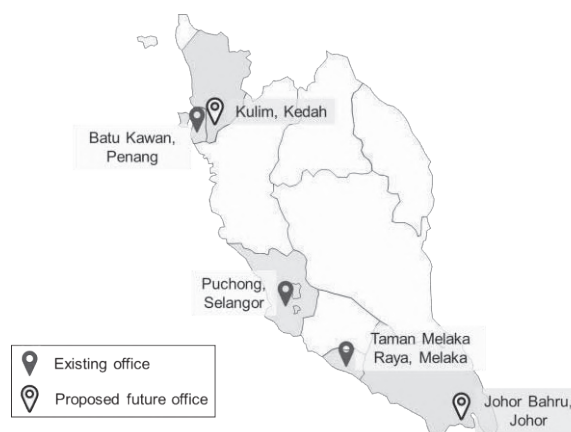 Kulim, Kedah
Batu Kawan,
Penang
Puchong,
Selangor
Taman Melaka
Raya, Melaka
Existing office
Proposed future office
Johor Bahru,
Johor